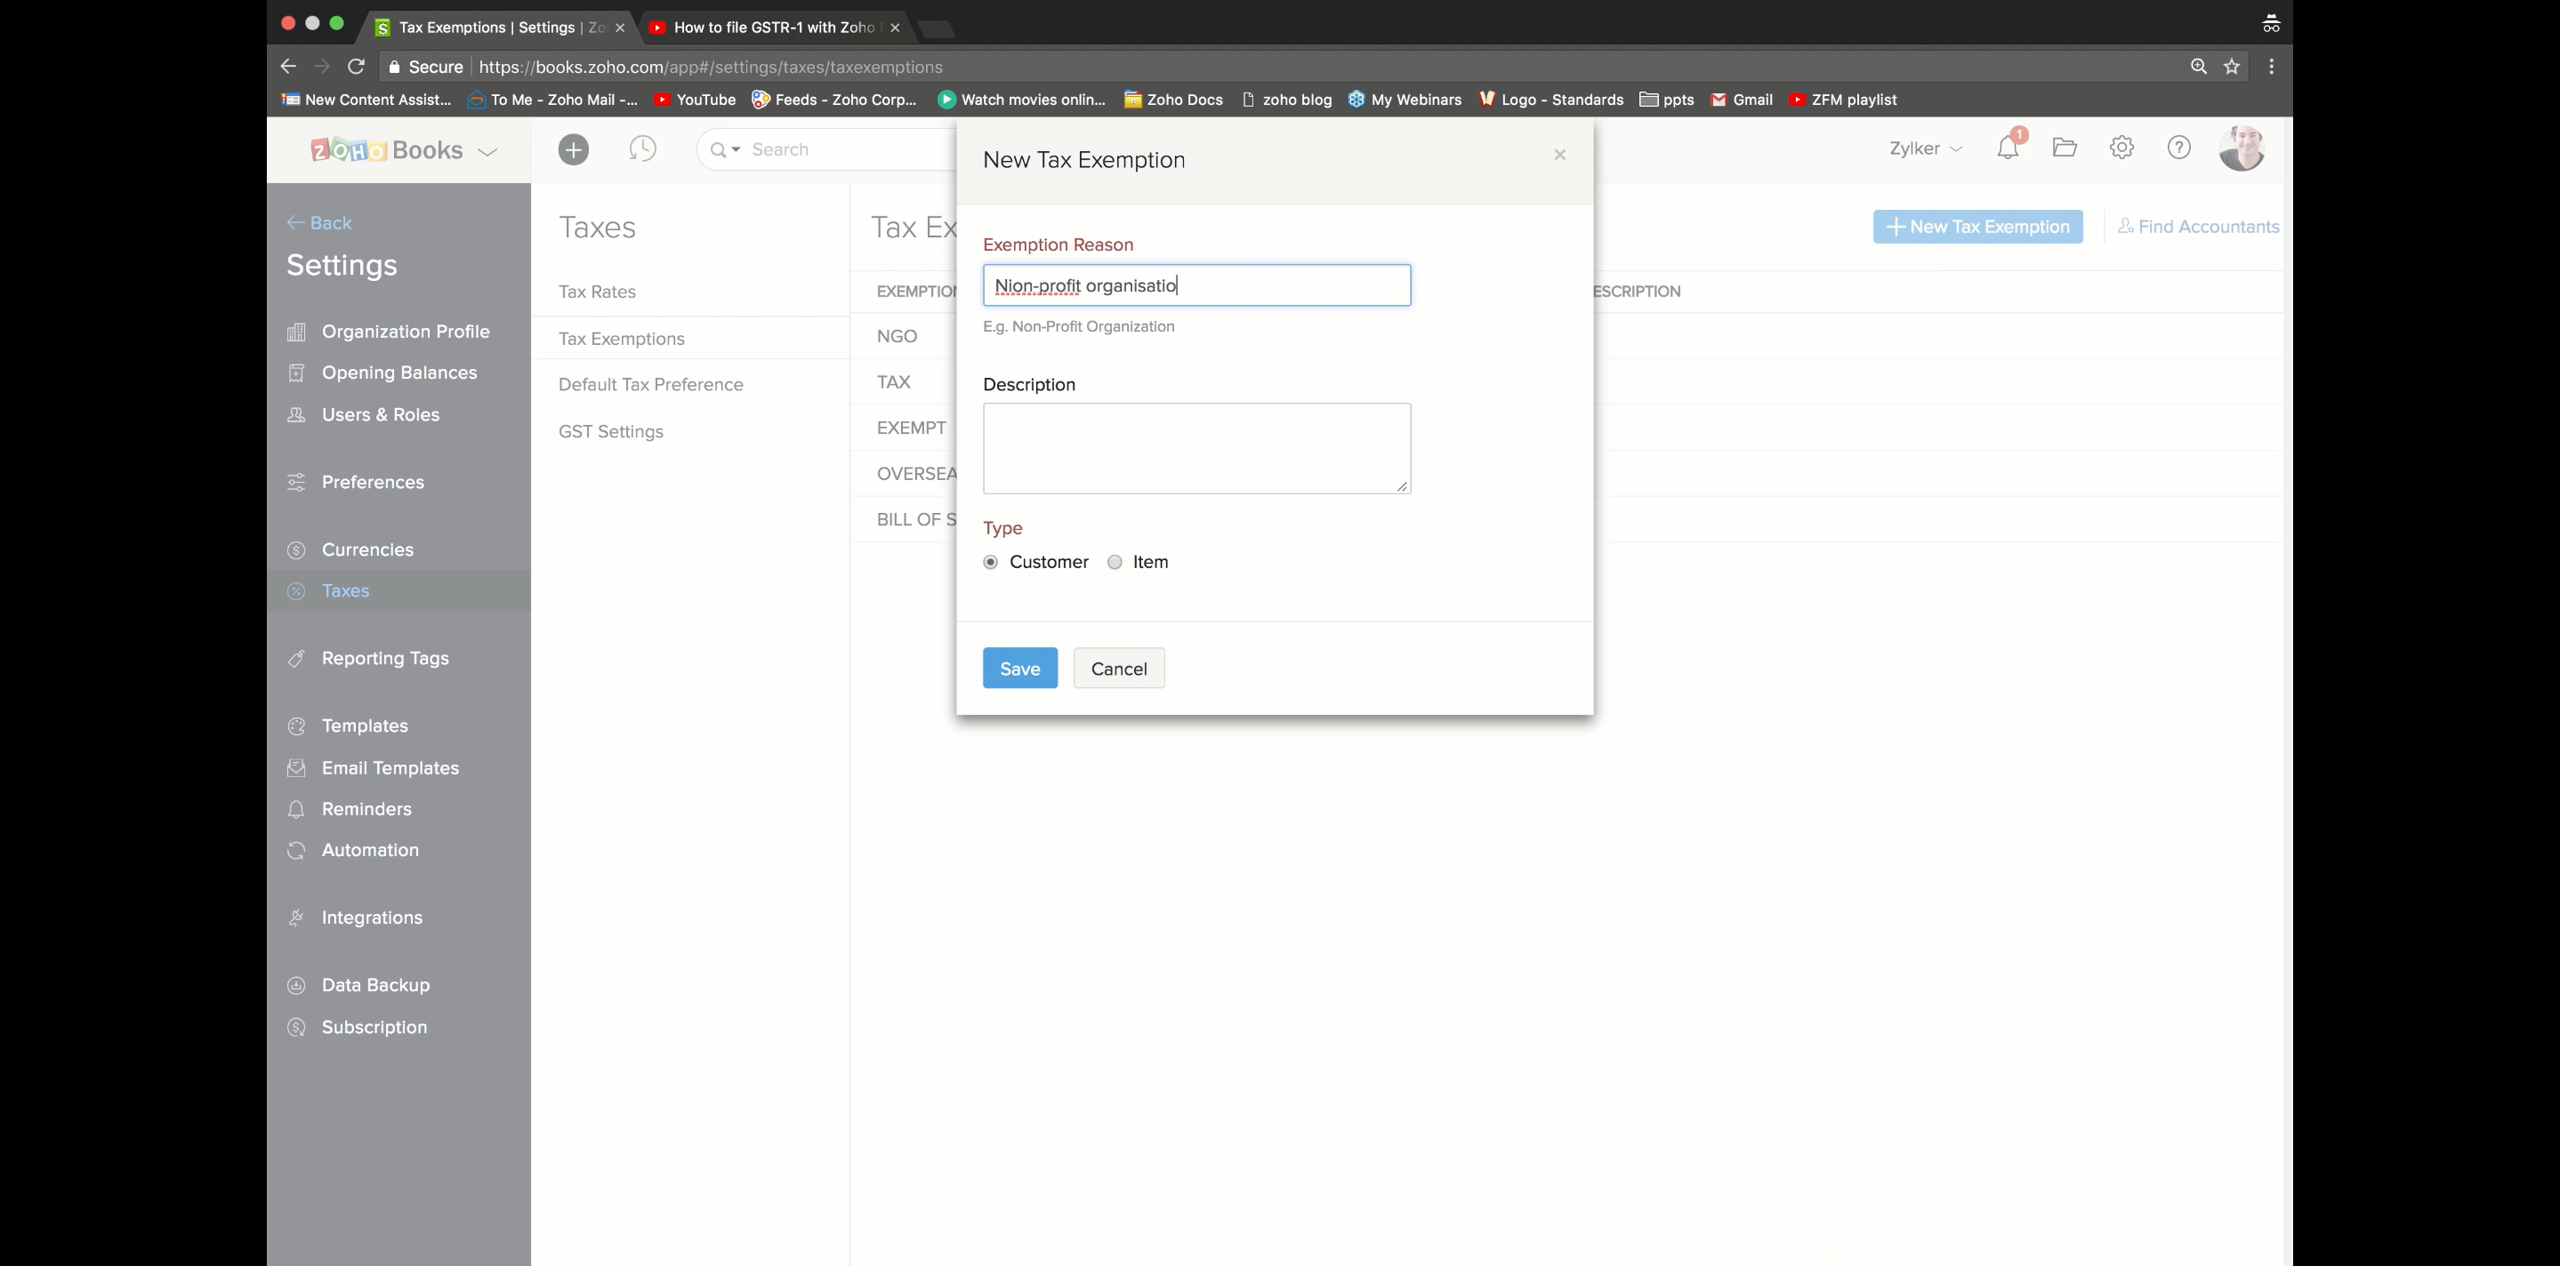 Tax Exemptions | Settings | Zo
How to file GSTR-1 with Zoho
Secure
https://books.zoho.com/app#/settings/taxes/taxexemptions
New Content Assist...
To Me - Zoho Mail -...
YouTube
Feeds - Zoho Corp...
Watch movies onlin...
Zoho Docs
zoho blog
My Webinars
Logo - Standards
ppts
Gmail
ZFM playlist
ZOHO Books
Search
Zylker
1
Back
Settings
Organization Profile
Opening Balances
Users & Roles
Preferences
Currencies
Taxes
Reporting Tags
Templates
Email Templates
Reminders
Automation
Integrations
Data Backup
Subscription
Taxes
Tax Rates
Tax Exemptions
Default Tax Preference
GST Settings
Tax Ex
New Tax Exemption
Find Accountants
EXEMPTION
ESCRIPTION
NGO
TAX
EXEMPT
OVERSEA
BILL OF S
New Tax Exemption
Exemption Reason
Nion-profit organisatio
E.g. Non-Profit Organization
Description
Type
Customer
Item
Save
Cancel